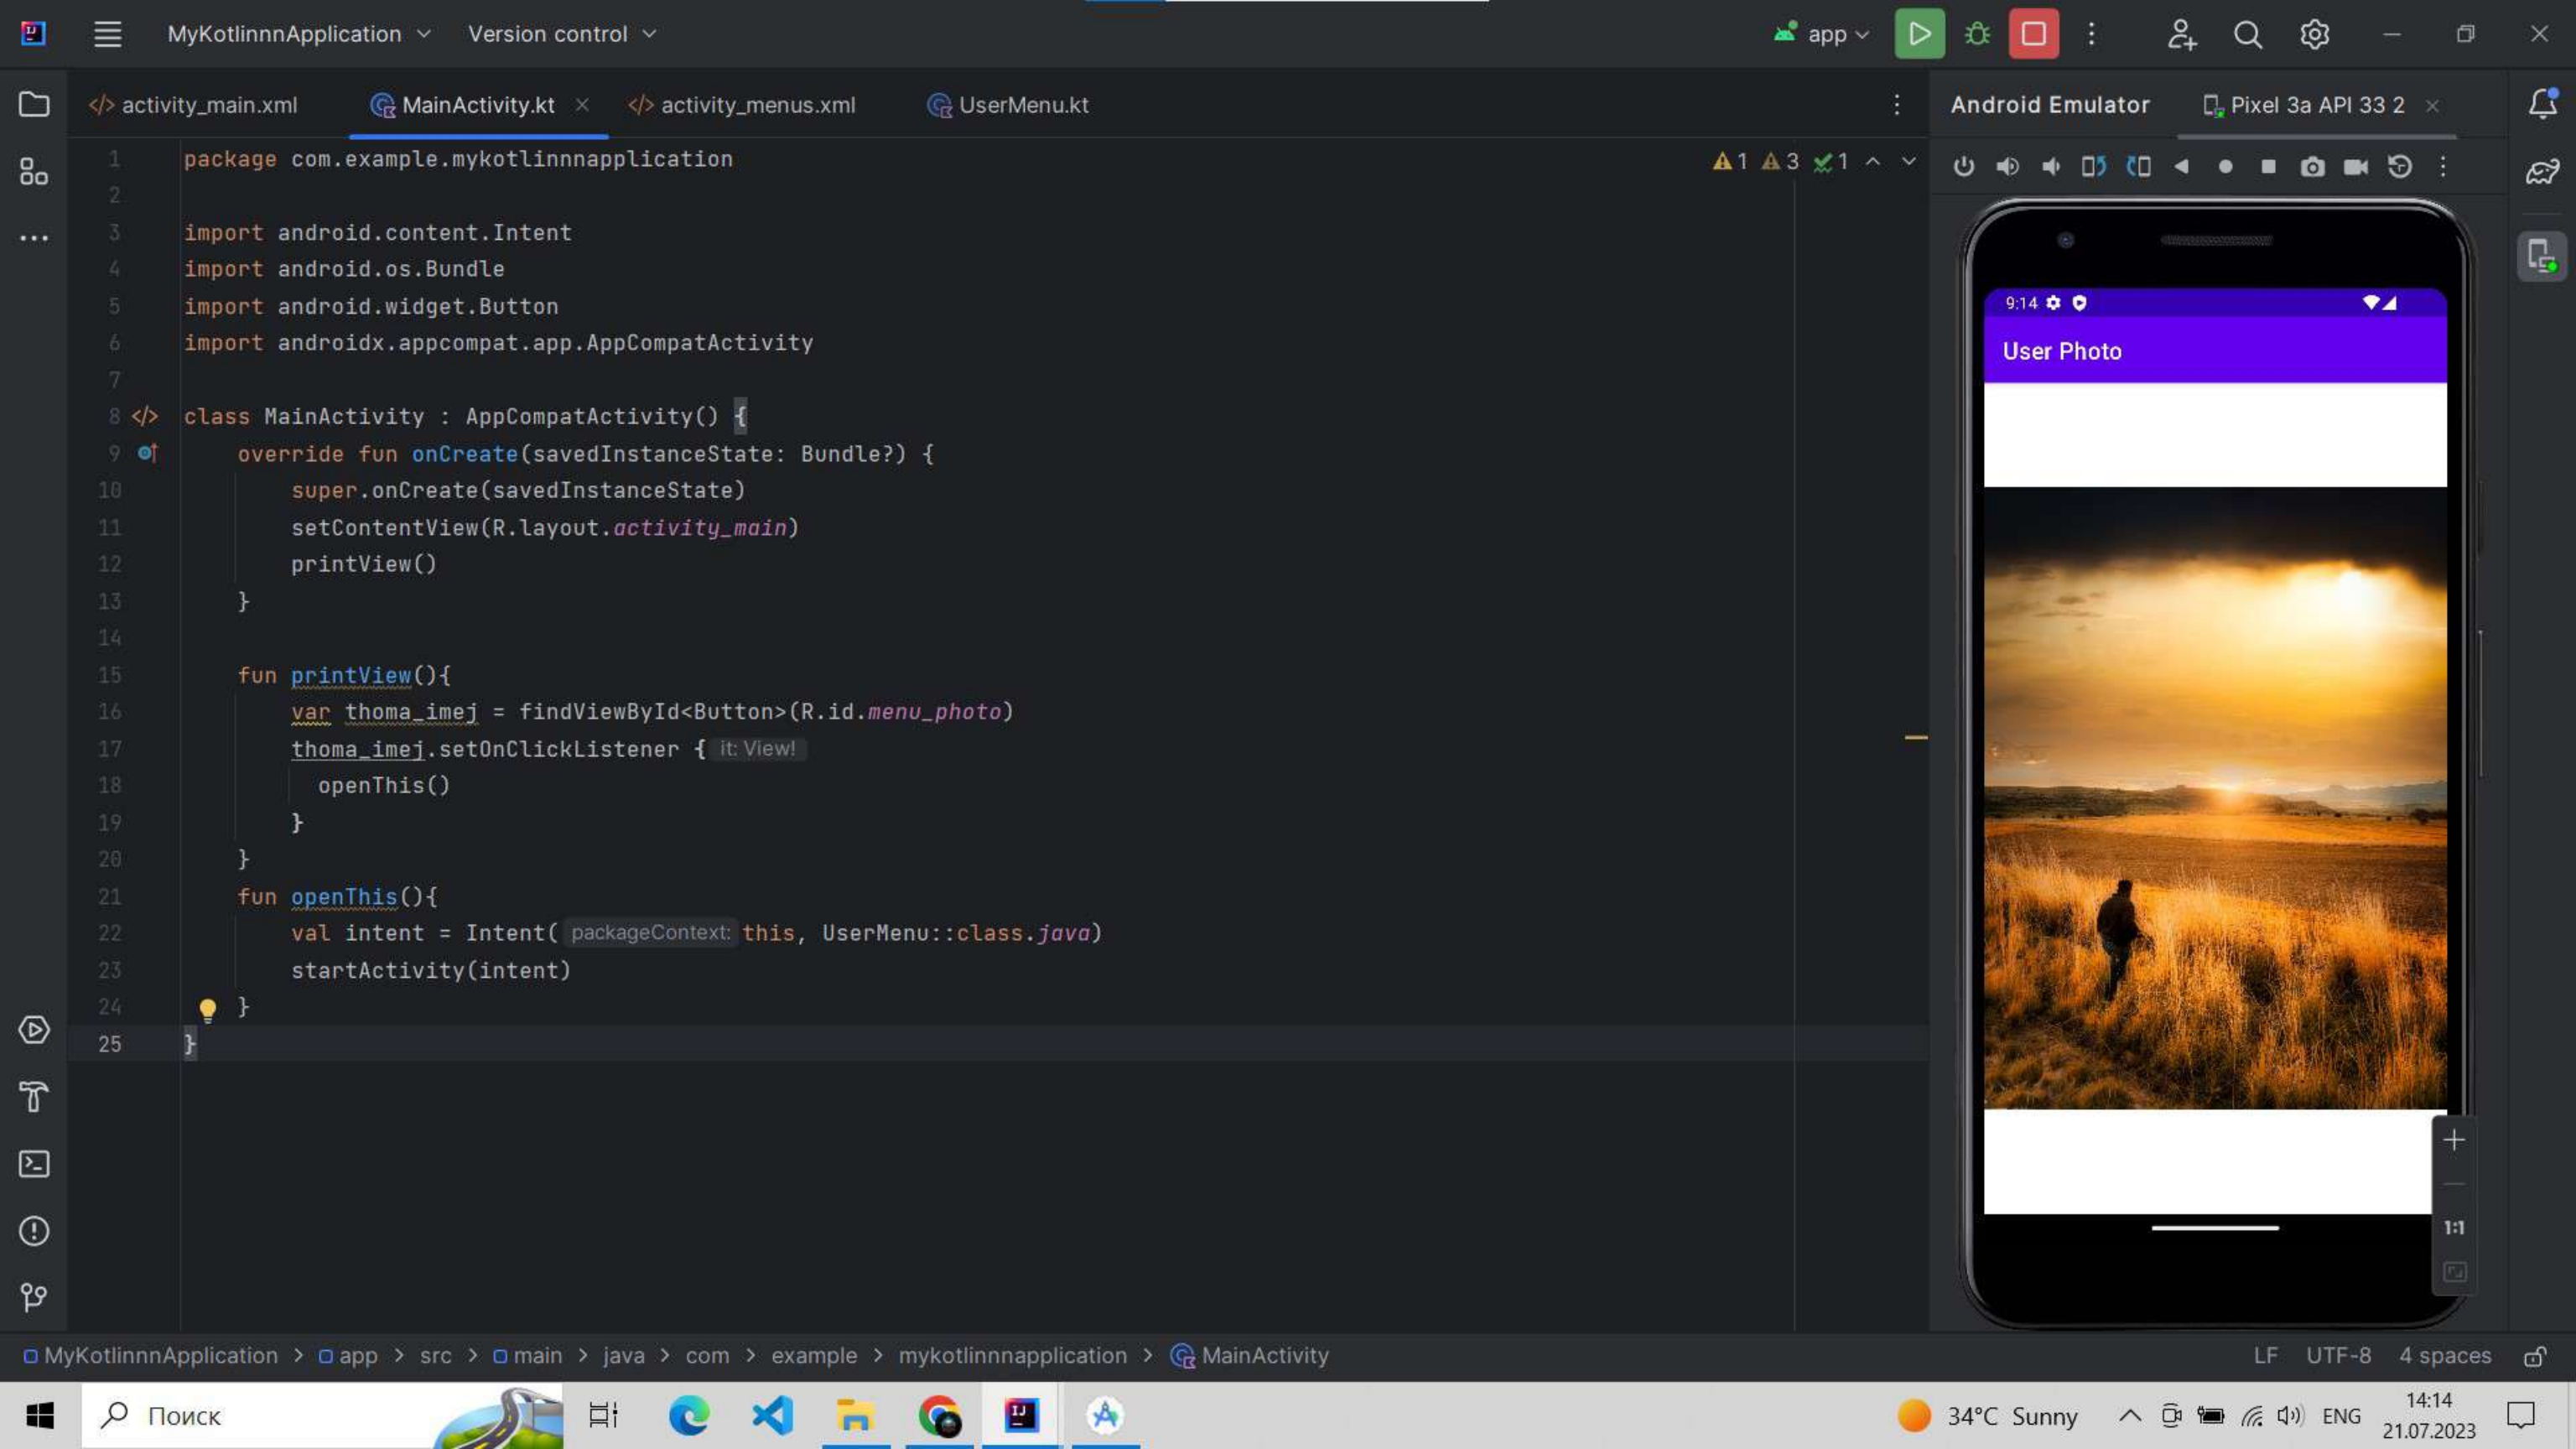 MyKotlinnnApplication Version control app
activity_main.xml MainActivity.kt activity_menus.xml UserMenu.kt Android Emulator Pixel 3a API 33 2
1 package com.example.mykotlinnnapplication 1 3 1
2
3 import android.content.Intent
4 import android.os.Bundle
5 import android.widget.Button
6 import androidx.appcompat.app.AppCompatActivity
7
8 class MainActivity : AppCompatActivity() {
9 override fun onCreate(savedInstanceState: Bundle?) {
10 super.onCreate(savedInstanceState)
11 setContentView(R.layout.activity_main)
12 printView()
13 }
14
15 fun printView(){
16 var thoma_imej = findViewById<Button>(R.id.menu_photo)
17 thoma_imej.setOnClickListener { it: View!
18 openThis()
19 }
20 }
21 fun openThis(){
22 val intent = Intent( packageContext: this, UserMenu::class.java)
23 startActivity(intent)
24 }
25 }
9:14
User Photo
1:1
MyKotlinnnApplication > app > src > main > java > com > example > mykotlinnnapplication > MainActivity LF UTF-8 4 spaces
Поиск 34°C Sunny ENG 14:14
21.07.2023